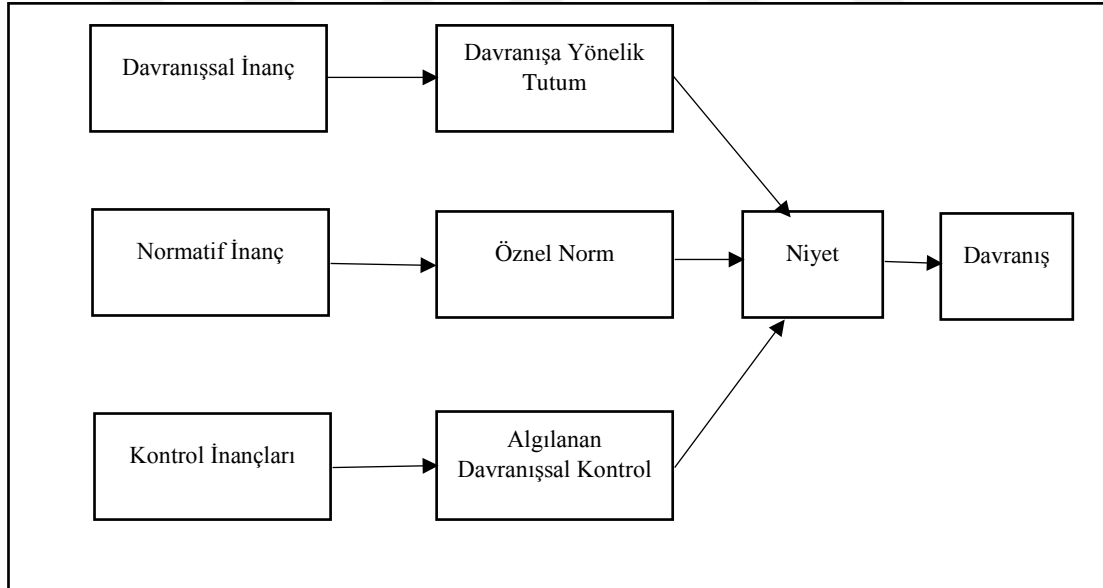 Davranışsal İnanç
Davranışa Yönelik
Tutum
Normatif İnanç
Öznel Norm
Niyet
Davranış
Kontrol İnançları
Algılanan
Davranışsal Kontrol